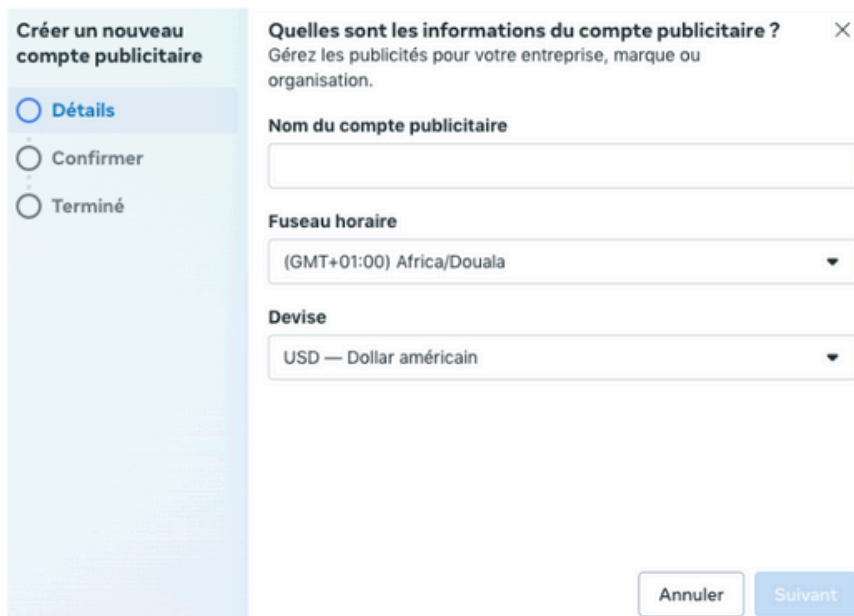 Créer un nouveau
compte publicitaire
Détails
Confirmer
Terminé
Quelles sont les informations du compte publicitaire ?
Gérez les publicités pour votre entreprise, marque ou
organisation.
Nom du compte publicitaire
Fuseau horaire
(GMT+01:00) Africa/Douala
Devise
USD — Dollar américain
Annuler
Suivant